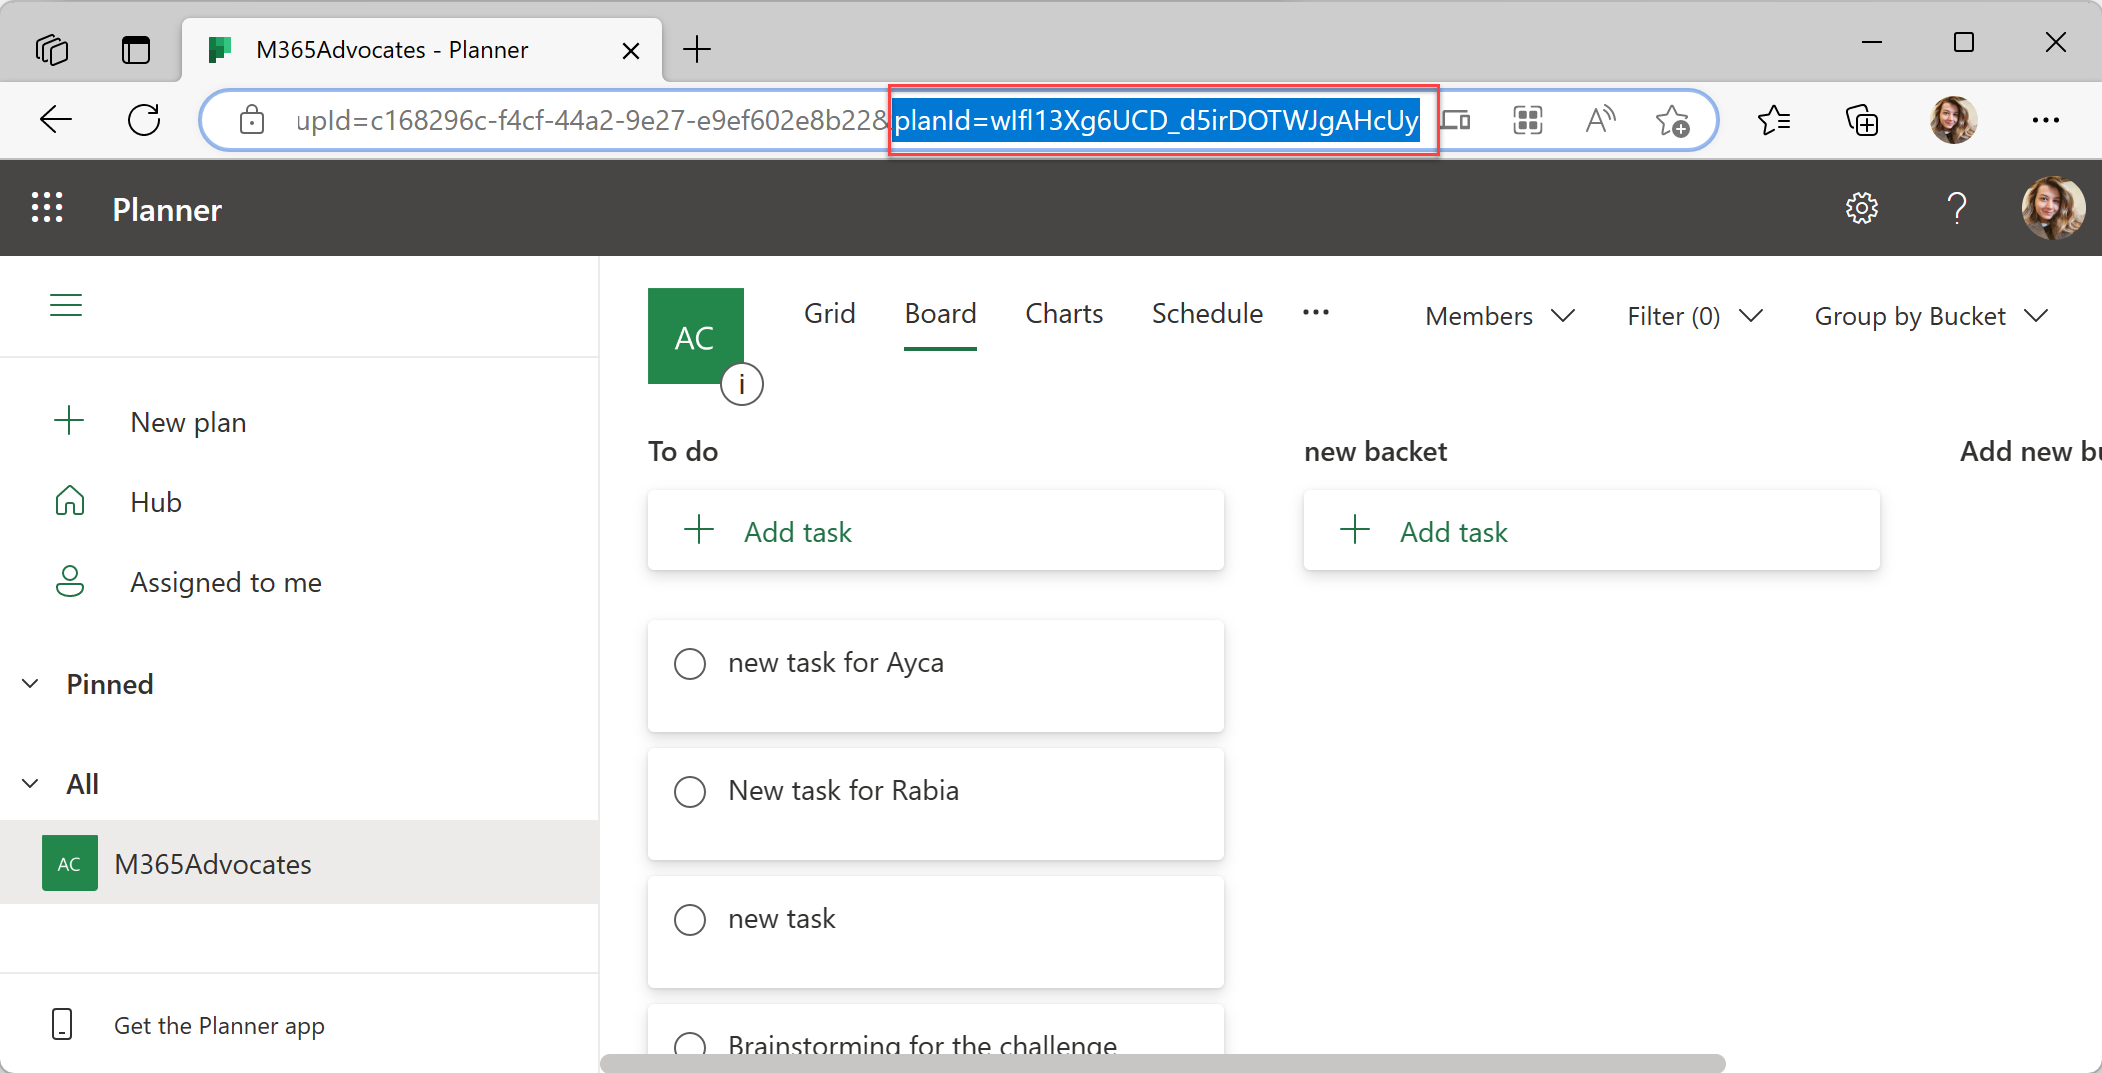 M365Advocates - Planner
upId=c168296c-f4cf-44a2-9e27-e9ef602e8b22&planId=wIfl13Xg6UCD_d5irDOTWJgAHcUy
Planner
Grid Board Charts Schedule Members Filter (0) Group by Bucket
AC
i
New plan
Hub
Assigned to me
Pinned
All
AC M365Advocates
Get the Planner app
To do
Add task
new task for Ayca
New task for Rabia
new task
Brainstorming for the challenge
new backet
Add task
Add new bu